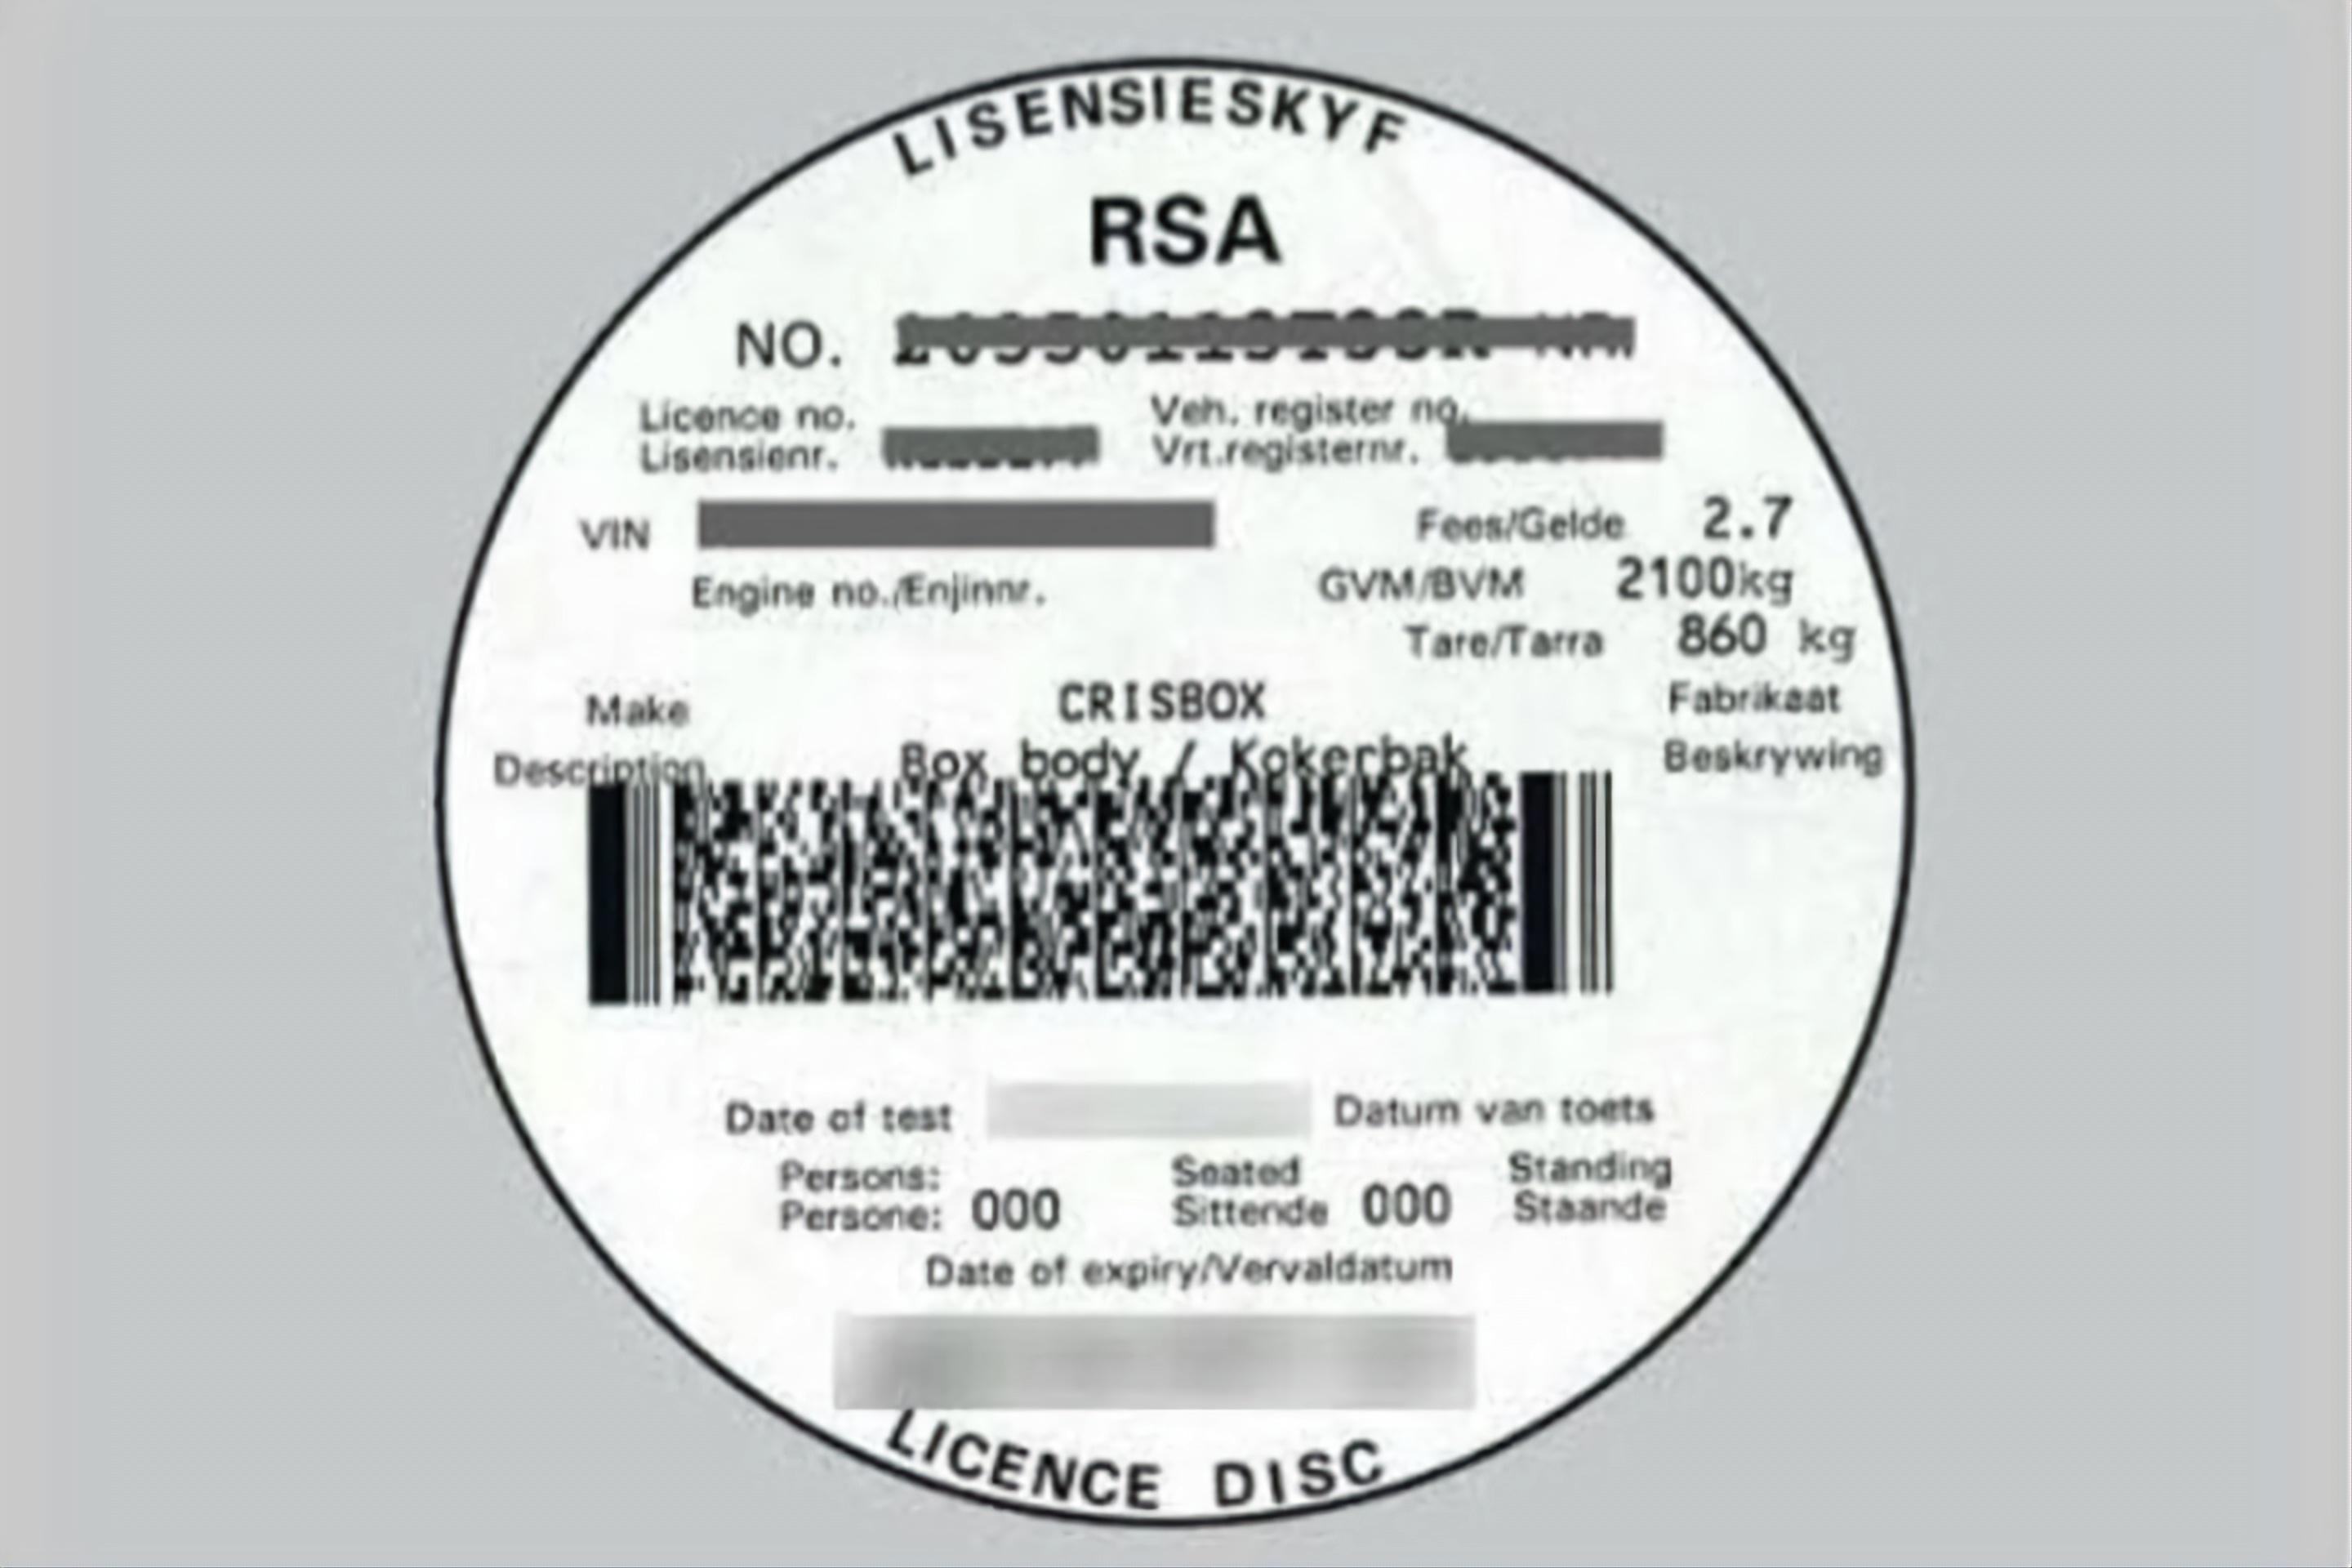 LISENSIESKYF
RSA
NO.
Licence no. Veh. register no.
Lisensienr. Vrt.registernr.
VIN Fees/Gelde 2.7
Engine no./Enjinnr. GVM/BVM 2100kg
Tare/Tarra 860 kg
Make CRISBOX Fabrikaat
Description Box body / Kokerbak Beskrywing
Date of test Datum van toets
Persons: Seated Standing
Persone: 000 Sittende 000 Staande
Date of expiry/Vervaldatum
LICENCE DISC